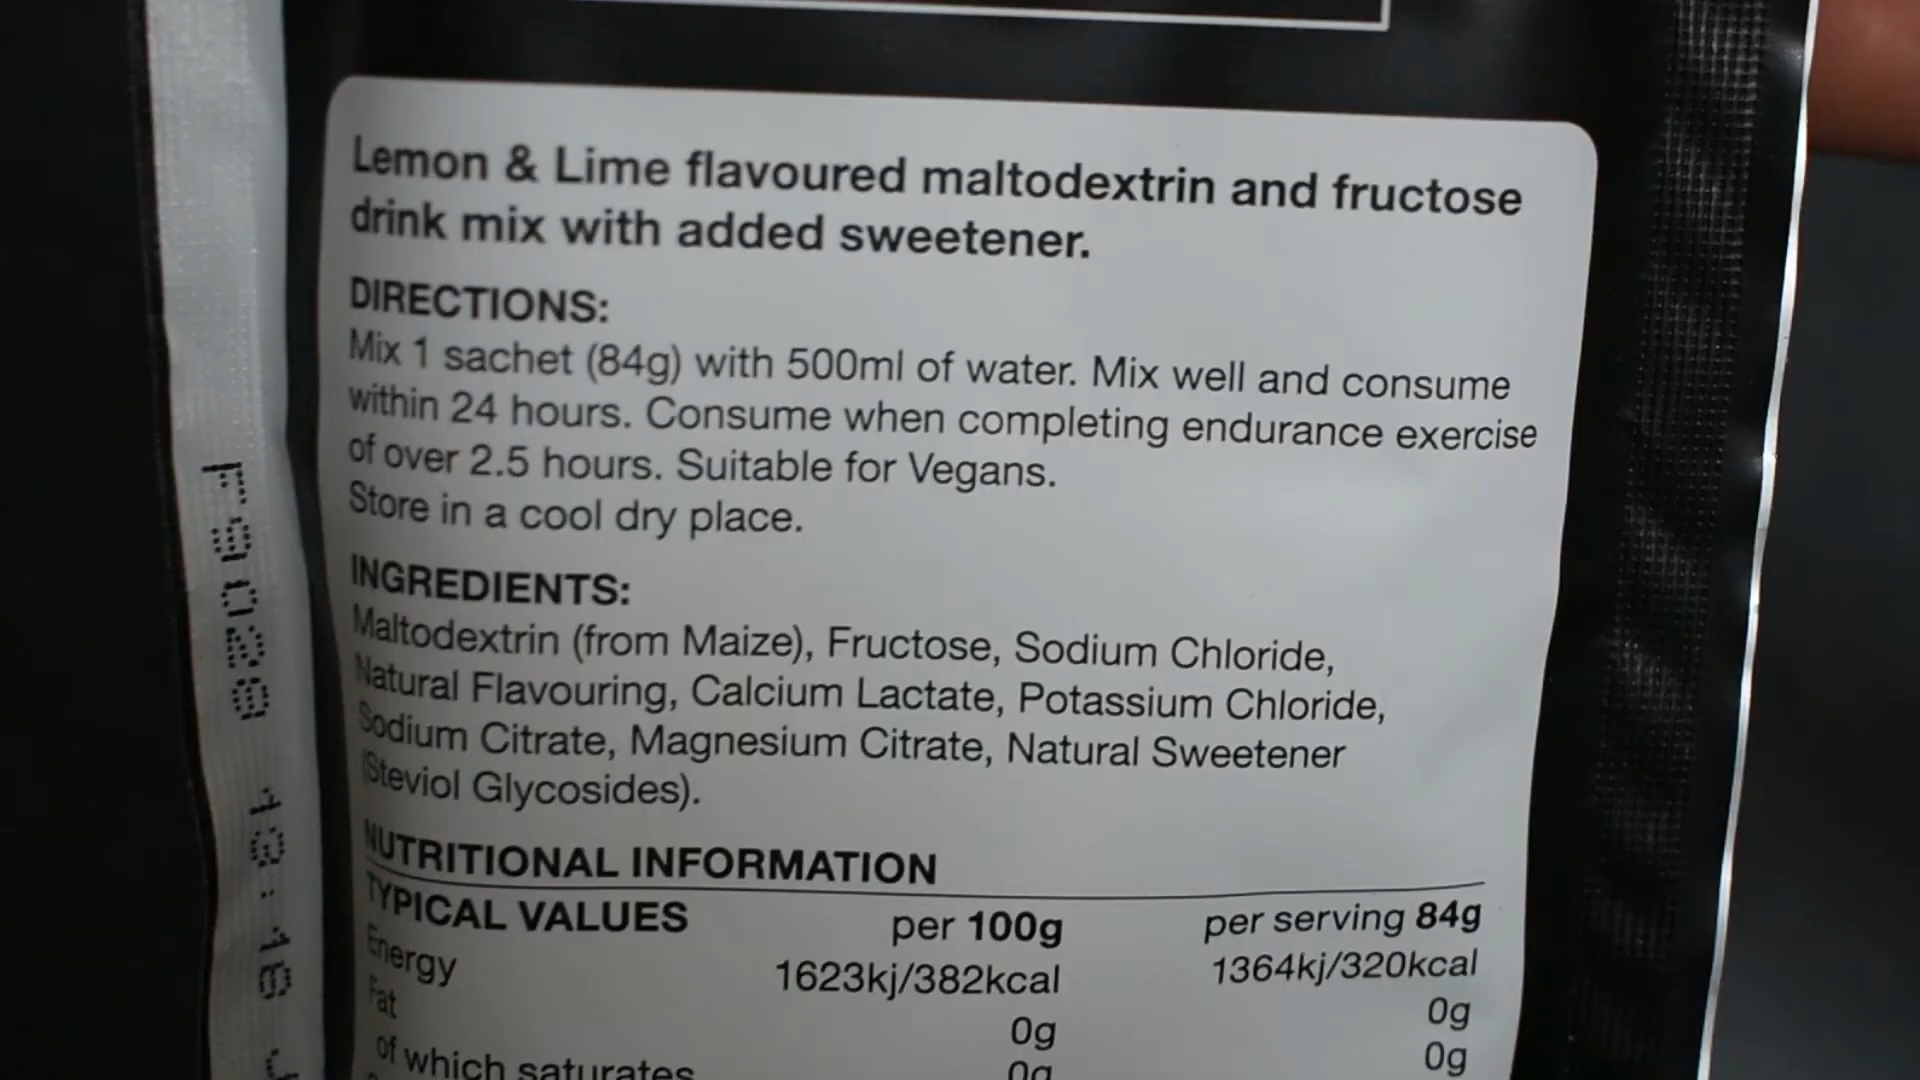 Lemon & Lime flavoured maltodextrin and fructose
drink mix with added sweetener.
DIRECTIONS:
Mix 1 sachet (84g) with 500ml of water. Mix well and consume
within 24 hours. Consume when completing endurance exercise
of over 2.5 hours. Suitable for Vegans.
Store in a cool dry place.
INGREDIENTS:
Maltodextrin (from Maize), Fructose, Sodium Chloride,
Natural Flavouring, Calcium Lactate, Potassium Chloride,
Sodium Citrate, Magnesium Citrate, Natural Sweetener
(Steviol Glycosides).
NUTRITIONAL INFORMATION
TYPICAL VALUES per 100g per serving 84g
Energy 1623kj/382kcal 1364kj/320kcal
Fat 0g 0g
of which saturates 0g 0g